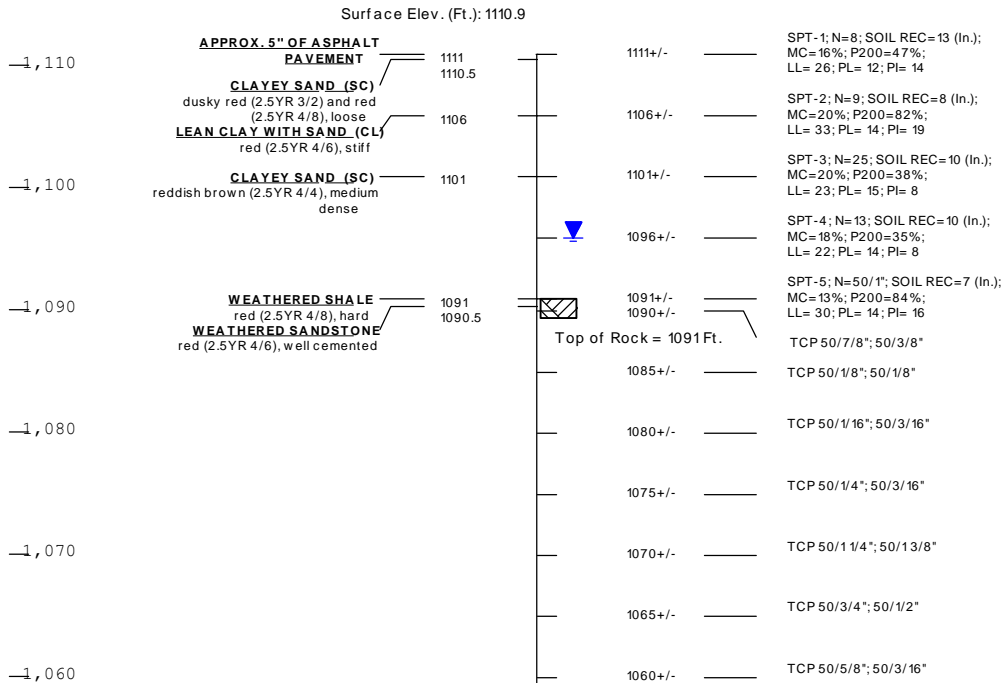 Surface Elev. (Ft.): 1110.9
1,110
1,100
1,090
1,080
1,070
1,060
APPROX. 5" OF ASPHALT
PAVEMENT
1111
1110.5
CLAYEY SAND (SC)
dusky red (2.5YR 3/2) and red
(2.5YR 4/8), loose
1106
LEAN CLAY WITH SAND (CL)
red (2.5YR 4/6), stiff
CLAYEY SAND (SC)
1101
reddish brown (2.5YR 4/4), medium
dense
WEATHERED SHALE
1091
red (2.5YR 4/8), hard
1090.5
WEATHERED SANDSTONE
red (2.5YR 4/6), well cemented
Top of Rock = 1091 Ft.
1111+/-
SPT-1; N=8; SOIL REC=13 (In.);
MC=16%; P200=47%;
LL= 26; PL= 12; PI= 14
1106+/-
SPT-2; N=9; SOIL REC=8 (In.);
MC=20%; P200=82%;
LL= 33; PL= 14; PI= 19
1101+/-
SPT-3; N=25; SOIL REC=10 (In.);
MC=20%; P200=38%;
LL= 23; PL= 15; PI= 8
1096+/-
SPT-4; N=13; SOIL REC=10 (In.);
MC=18%; P200=35%;
LL= 22; PL= 14; PI= 8
1091+/-
SPT-5; N=50/1"; SOIL REC=7 (In.);
MC=13%; P200=84%;
LL= 30; PL= 14; PI= 16
1090+/-
TCP 50/7/8"; 50/3/8"
1085+/-
TCP 50/1/8"; 50/1/8"
1080+/-
TCP 50/1/16"; 50/3/16"
1075+/-
TCP 50/1/4"; 50/3/16"
1070+/-
TCP 50/1 1/4"; 50/1 3/8"
1065+/-
TCP 50/3/4"; 50/1/2"
1060+/-
TCP 50/5/8"; 50/3/16"